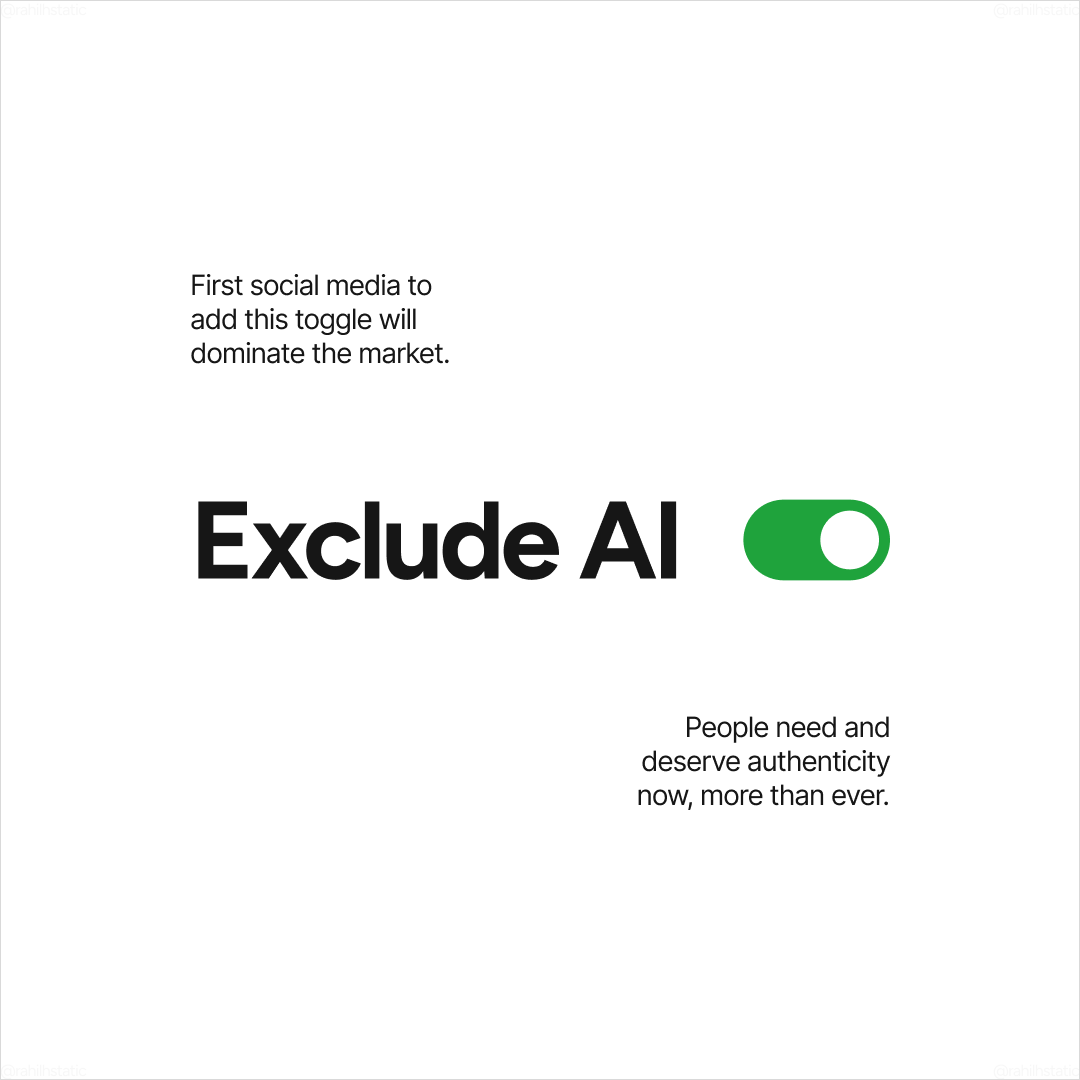 First social media to
add this toggle will
dominate the market.
Exclude AI
People need and
deserve authenticity
now, more than ever.